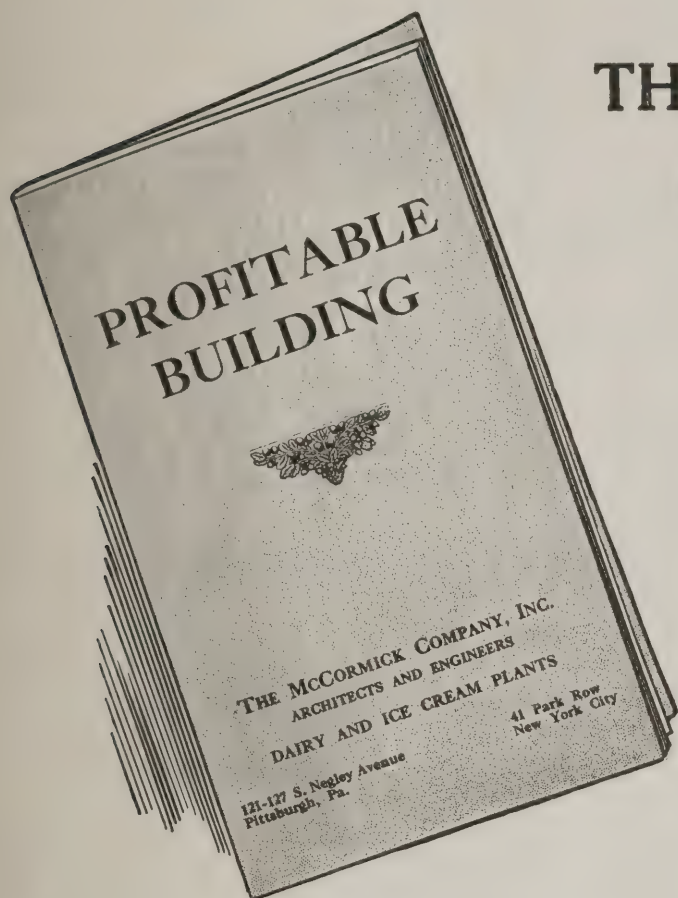 TH
PROFITABLE
BUILDING
THE MCCORMICK COMPANY, INC.
ARCHITECTS AND ENGINEERS
DAIRY AND ICE CREAM PLANTS
121-127 S. Negley Avenue
Pittsburgh, Pa.
41 Park Row
New York City